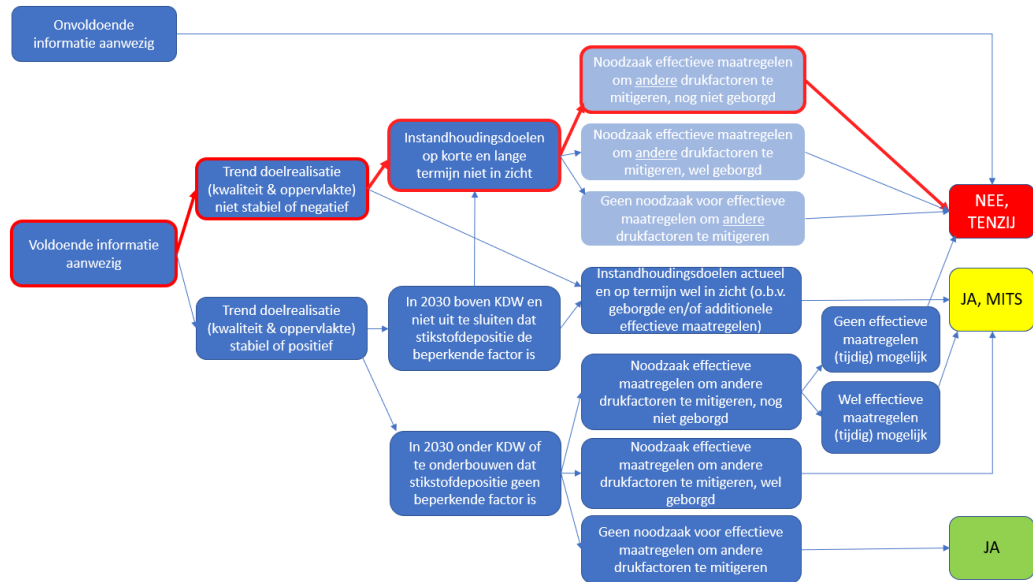 Onvoldoende
informatie aanwezig
Noodzaak effectieve maatregelen
om andere drukfactoren te
mitigeren, nog niet geborgd
Instandhoudingsdoelen
op korte en lange
termijn niet in zicht
Noodzaak effectieve maatregelen
om andere drukfactoren te
mitigeren, wel geborgd
Trend doelrealisatie
(kwaliteit & oppervlakte)
niet stabiel of negatief
Geen noodzaak voor effectieve
maatregelen om andere
drukfactoren te mitigeren
NEE,
TENZIJ
Voldoende informatie
aanwezig
Instandhoudingsdoelen actueel
en op termijn wel in zicht (o.b.v.
geborgde en/of additionele
effectieve maatregelen)
JA, MITS
Trend doelrealisatie
(kwaliteit & oppervlakte)
stabiel of positief
In 2030 boven KDW en
niet uit te sluiten dat
stikstofdepositie de
beperkende factor is
Geen effectieve
maatregelen
(tijdig) mogelijk
Noodzaak effectieve
maatregelen om andere
drukfactoren te mitigeren, nog
niet geborgd
Wel effectieve
maatregelen
(tijdig) mogelijk
In 2030 onder KDW of
te onderbouwen dat
stikstofdepositie geen
beperkende factor is
Noodzaak effectieve
maatregelen om andere
drukfactoren te mitigeren, wel
geborgd
Geen noodzaak voor effectieve
maatregelen om andere
drukfactoren te mitigeren
JA